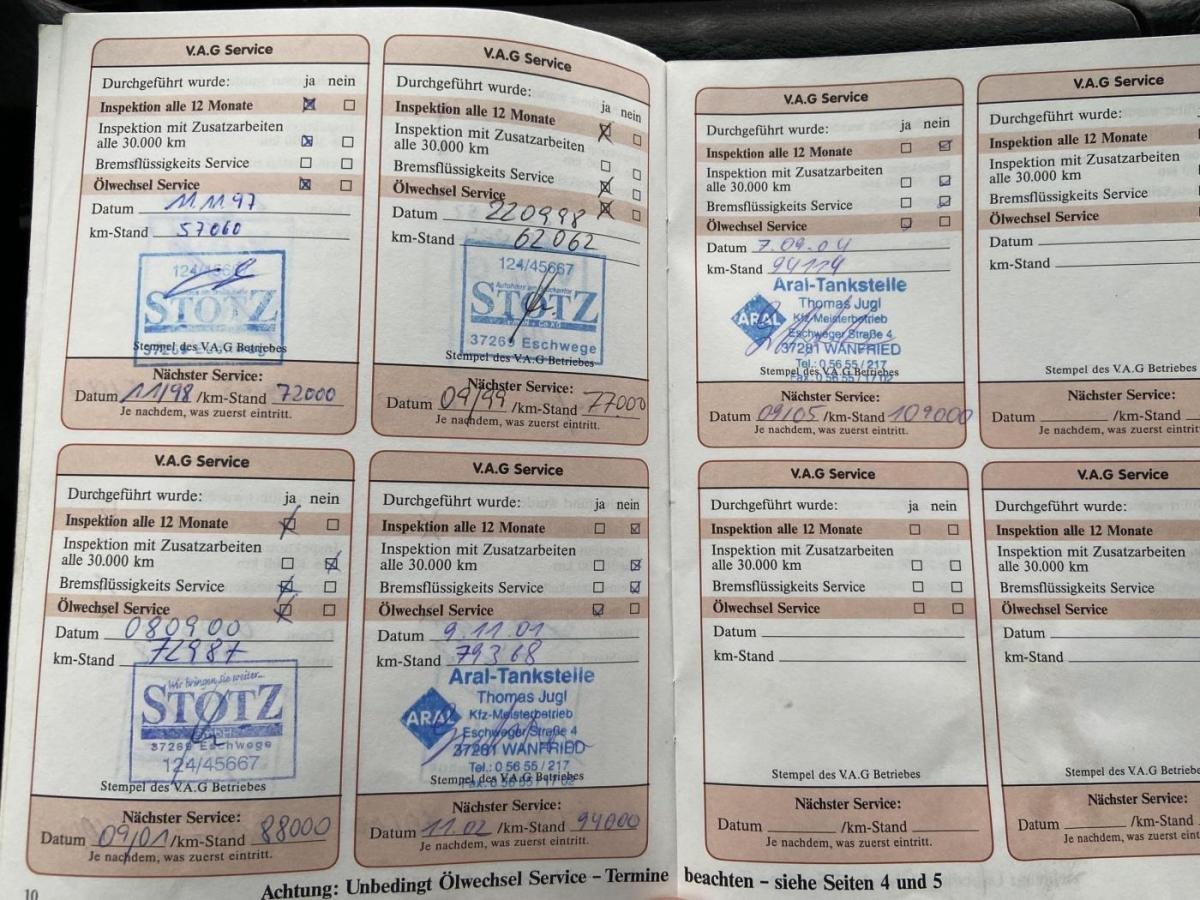 V.A.G Service
Durchgeführt wurde: ja nein
Inspektion alle 12 Monate
Inspektion mit Zusatzarbeiten
alle 30.000 km
Bremsflüssigkeits Service
Ölwechsel Service
Datum 11.11.97
km-Stand 57060
STOTZ
Stempel des V.A.G Betriebes
Nächster Service:
Datum 11/98 /km-Stand 72000
Je nachdem, was zuerst eintritt.
V.A.G Service
Durchgeführt wurde: ja nein
Inspektion alle 12 Monate
Inspektion mit Zusatzarbeiten
alle 30.000 km
Bremsflüssigkeits Service
Ölwechsel Service
Datum 220998
km-Stand 62062
124/45667
STOTZ
37269 Eschwege
Stempel des V.A.G Betriebes
Nächster Service:
Datum 09/99 /km-Stand 77000
Je nachdem, was zuerst eintritt.
V.A.G Service
Durchgeführt wurde: ja nein
Inspektion alle 12 Monate
Inspektion mit Zusatzarbeiten
alle 30.000 km
Bremsflüssigkeits Service
Ölwechsel Service
Datum 080900
km-Stand 72987
Wir bringen Sie weiter...
STOTZ
37269 Eschwege
124/45667
Stempel des V.A.G Betriebes
Nächster Service:
Datum 09/01 /km-Stand 88000
Je nachdem, was zuerst eintritt.
V.A.G Service
Durchgeführt wurde: ja nein
Inspektion alle 12 Monate
Inspektion mit Zusatzarbeiten
alle 30.000 km
Bremsflüssigkeits Service
Ölwechsel Service
Datum 9.11.01
km-Stand 79368
Aral-Tankstelle
Thomas Jugl
ARAL Kfz-Meisterbetrieb
Eschweger Straße 4
37281 WANFRIED
Tel.: 0 56 55 / 217
Fax: 0 56 55 / 17 02
Stempel des V.A.G Betriebes
Nächster Service:
Datum 11.02 /km-Stand 94000
Je nachdem, was zuerst eintritt.
10
V.A.G Service
Durchgeführt wurde: ja nein
Inspektion alle 12 Monate
Inspektion mit Zusatzarbeiten
alle 30.000 km
Bremsflüssigkeits Service
Ölwechsel Service
Datum 7.09.04
km-Stand 94114
Aral-Tankstelle
Thomas Jugl
ARAL Kfz-Meisterbetrieb
Eschweger Straße 4
37281 WANFRIED
Tel.: 0 56 55 / 217
Fax: 0 56 55 / 17 02
Stempel des V.A.G Betriebes
Nächster Service:
Datum 09/05 /km-Stand 109000
Je nachdem, was zuerst eintritt.
V.A.G Service
Durchgeführt wurde:
Inspektion alle 12 Monate
Inspektion mit Zusatzarbeiten
alle 30.000 km
Bremsflüssigkeits Service
Ölwechsel Service
Datum
km-Stand
Stempel des V.A.G Betriebes
Nächster Service:
Datum /km-Stand
Je nachdem, was zuerst eintritt.
V.A.G Service
Durchgeführt wurde: ja nein
Inspektion alle 12 Monate
Inspektion mit Zusatzarbeiten
alle 30.000 km
Bremsflüssigkeits Service
Ölwechsel Service
Datum
km-Stand
Stempel des V.A.G Betriebes
Nächster Service:
Datum /km-Stand
Je nachdem, was zuerst eintritt.
V.A.G Service
Durchgeführt wurde:
Inspektion alle 12 Monate
Inspektion mit Zusatzarbeiten
alle 30.000 km
Bremsflüssigkeits Service
Ölwechsel Service
Datum
km-Stand
Stempel des V.A.G Betriebes
Nächster Service:
Datum /km-Stand
Je nachdem, was zuerst eintritt.
Achtung: Unbedingt Ölwechsel Service – Termine beachten – siehe Seiten 4 und 5